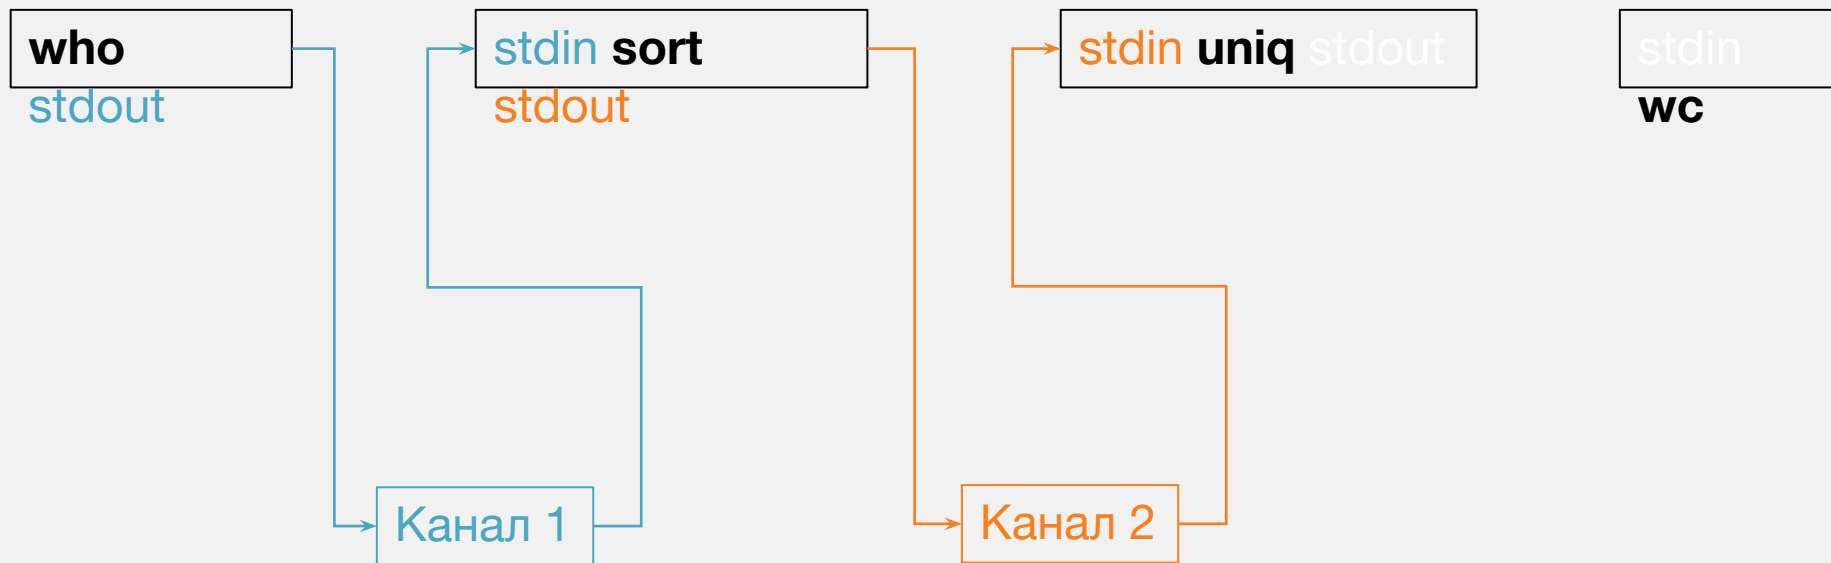 who
stdout
stdin sort
stdout
stdin uniq stdout
stdin
wc
Канал 1
Канал 2